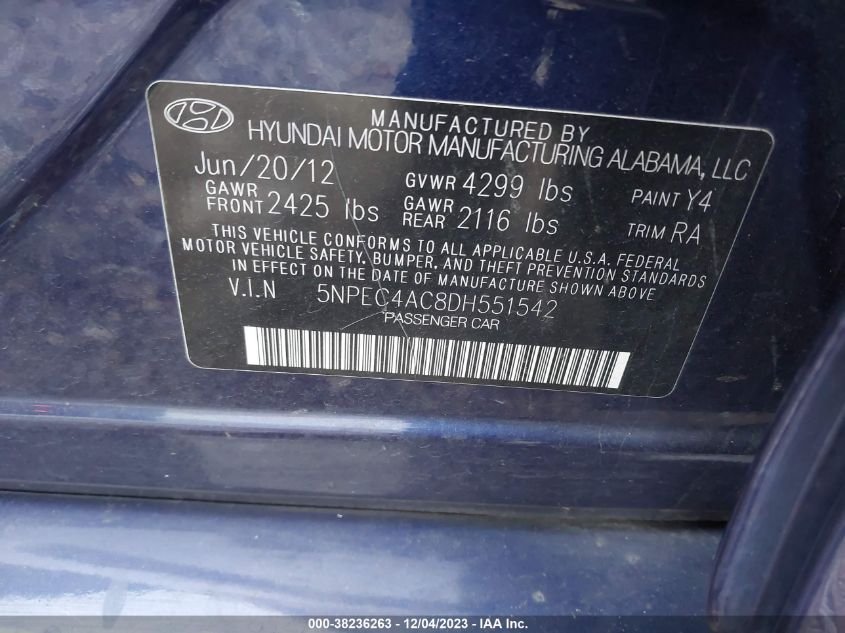 MANUFACTURED BY
HYUNDAI MOTOR MANUFACTURING ALABAMA, LLC
Jun/20/12 GVWR 4299 lbs PAINT Y4
GAWR FRONT 2425 lbs GAWR REAR 2116 lbs TRIM RA
THIS VEHICLE CONFORMS TO ALL APPLICABLE U.S.A. FEDERAL
MOTOR VEHICLE SAFETY, BUMPER, AND THEFT PREVENTION STANDARDS
IN EFFECT ON THE DATE OF MANUFACTURE SHOWN ABOVE
V.I.N 5NPEC4AC8DH551542
PASSENGER CAR
000-38236263 - 12/04/2023 - IAA Inc.